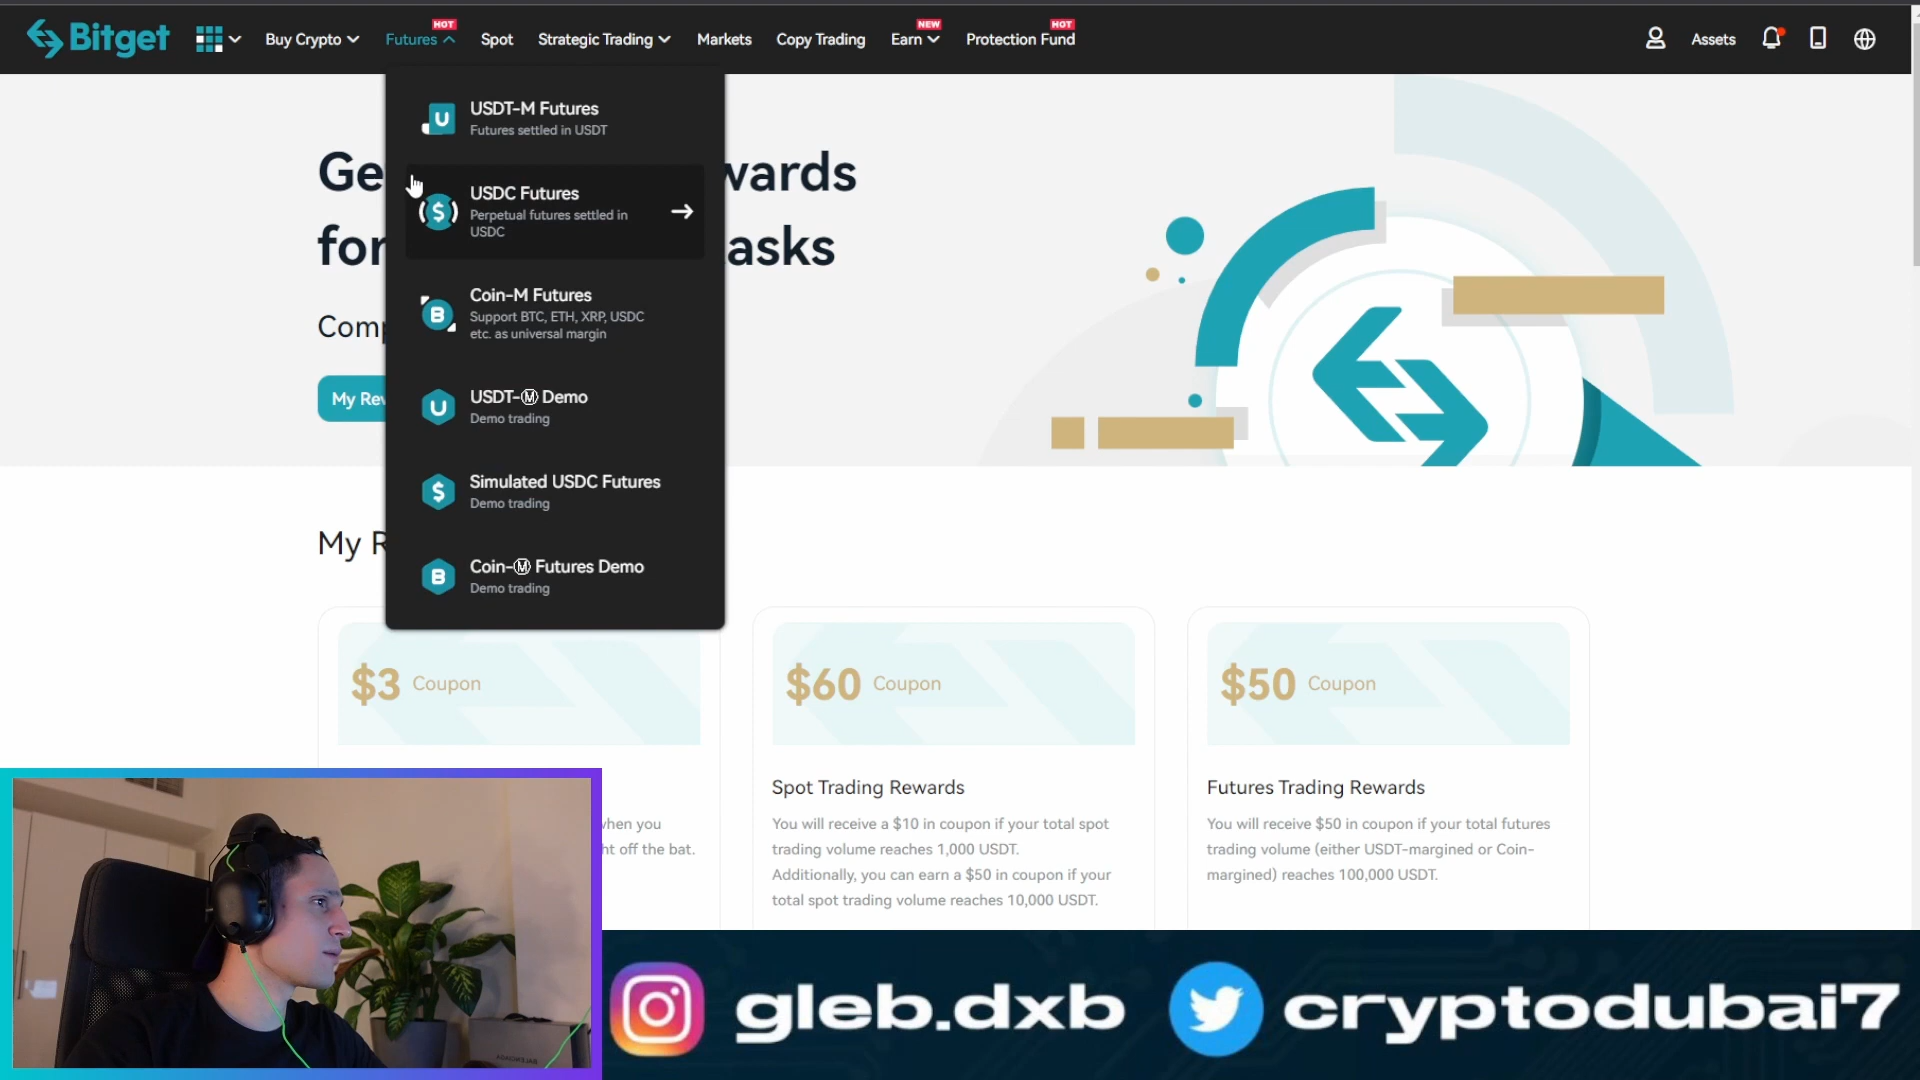 Bitget
Buy Crypto
Futures
HOT
Spot
Strategic Trading
Markets
Copy Trading
Earn
NEW
Protection Fund
HOT
Assets
USDT-M Futures
Futures settled in USDT
USDC Futures
Perpetual futures settled in
USDC
Coin-M Futures
Support BTC, ETH, XRP, USDC
etc. as universal margin
USDT-Ⓜ Demo
Demo trading
Simulated USDC Futures
Demo trading
Coin-Ⓜ Futures Demo
Demo trading
Ge wards
for asks
Comp
My Rev
My R
$3 Coupon
when you
ht off the bat.
$60 Coupon
Spot Trading Rewards
You will receive a $10 in coupon if your total spot
trading volume reaches 1,000 USDT.
Additionally, you can earn a $50 in coupon if your
total spot trading volume reaches 10,000 USDT.
$50 Coupon
Futures Trading Rewards
You will receive $50 in coupon if your total futures
trading volume (either USDT-margined or Coin-
margined) reaches 100,000 USDT.
BALENCIAGA
gleb.dxb
cryptodubai7